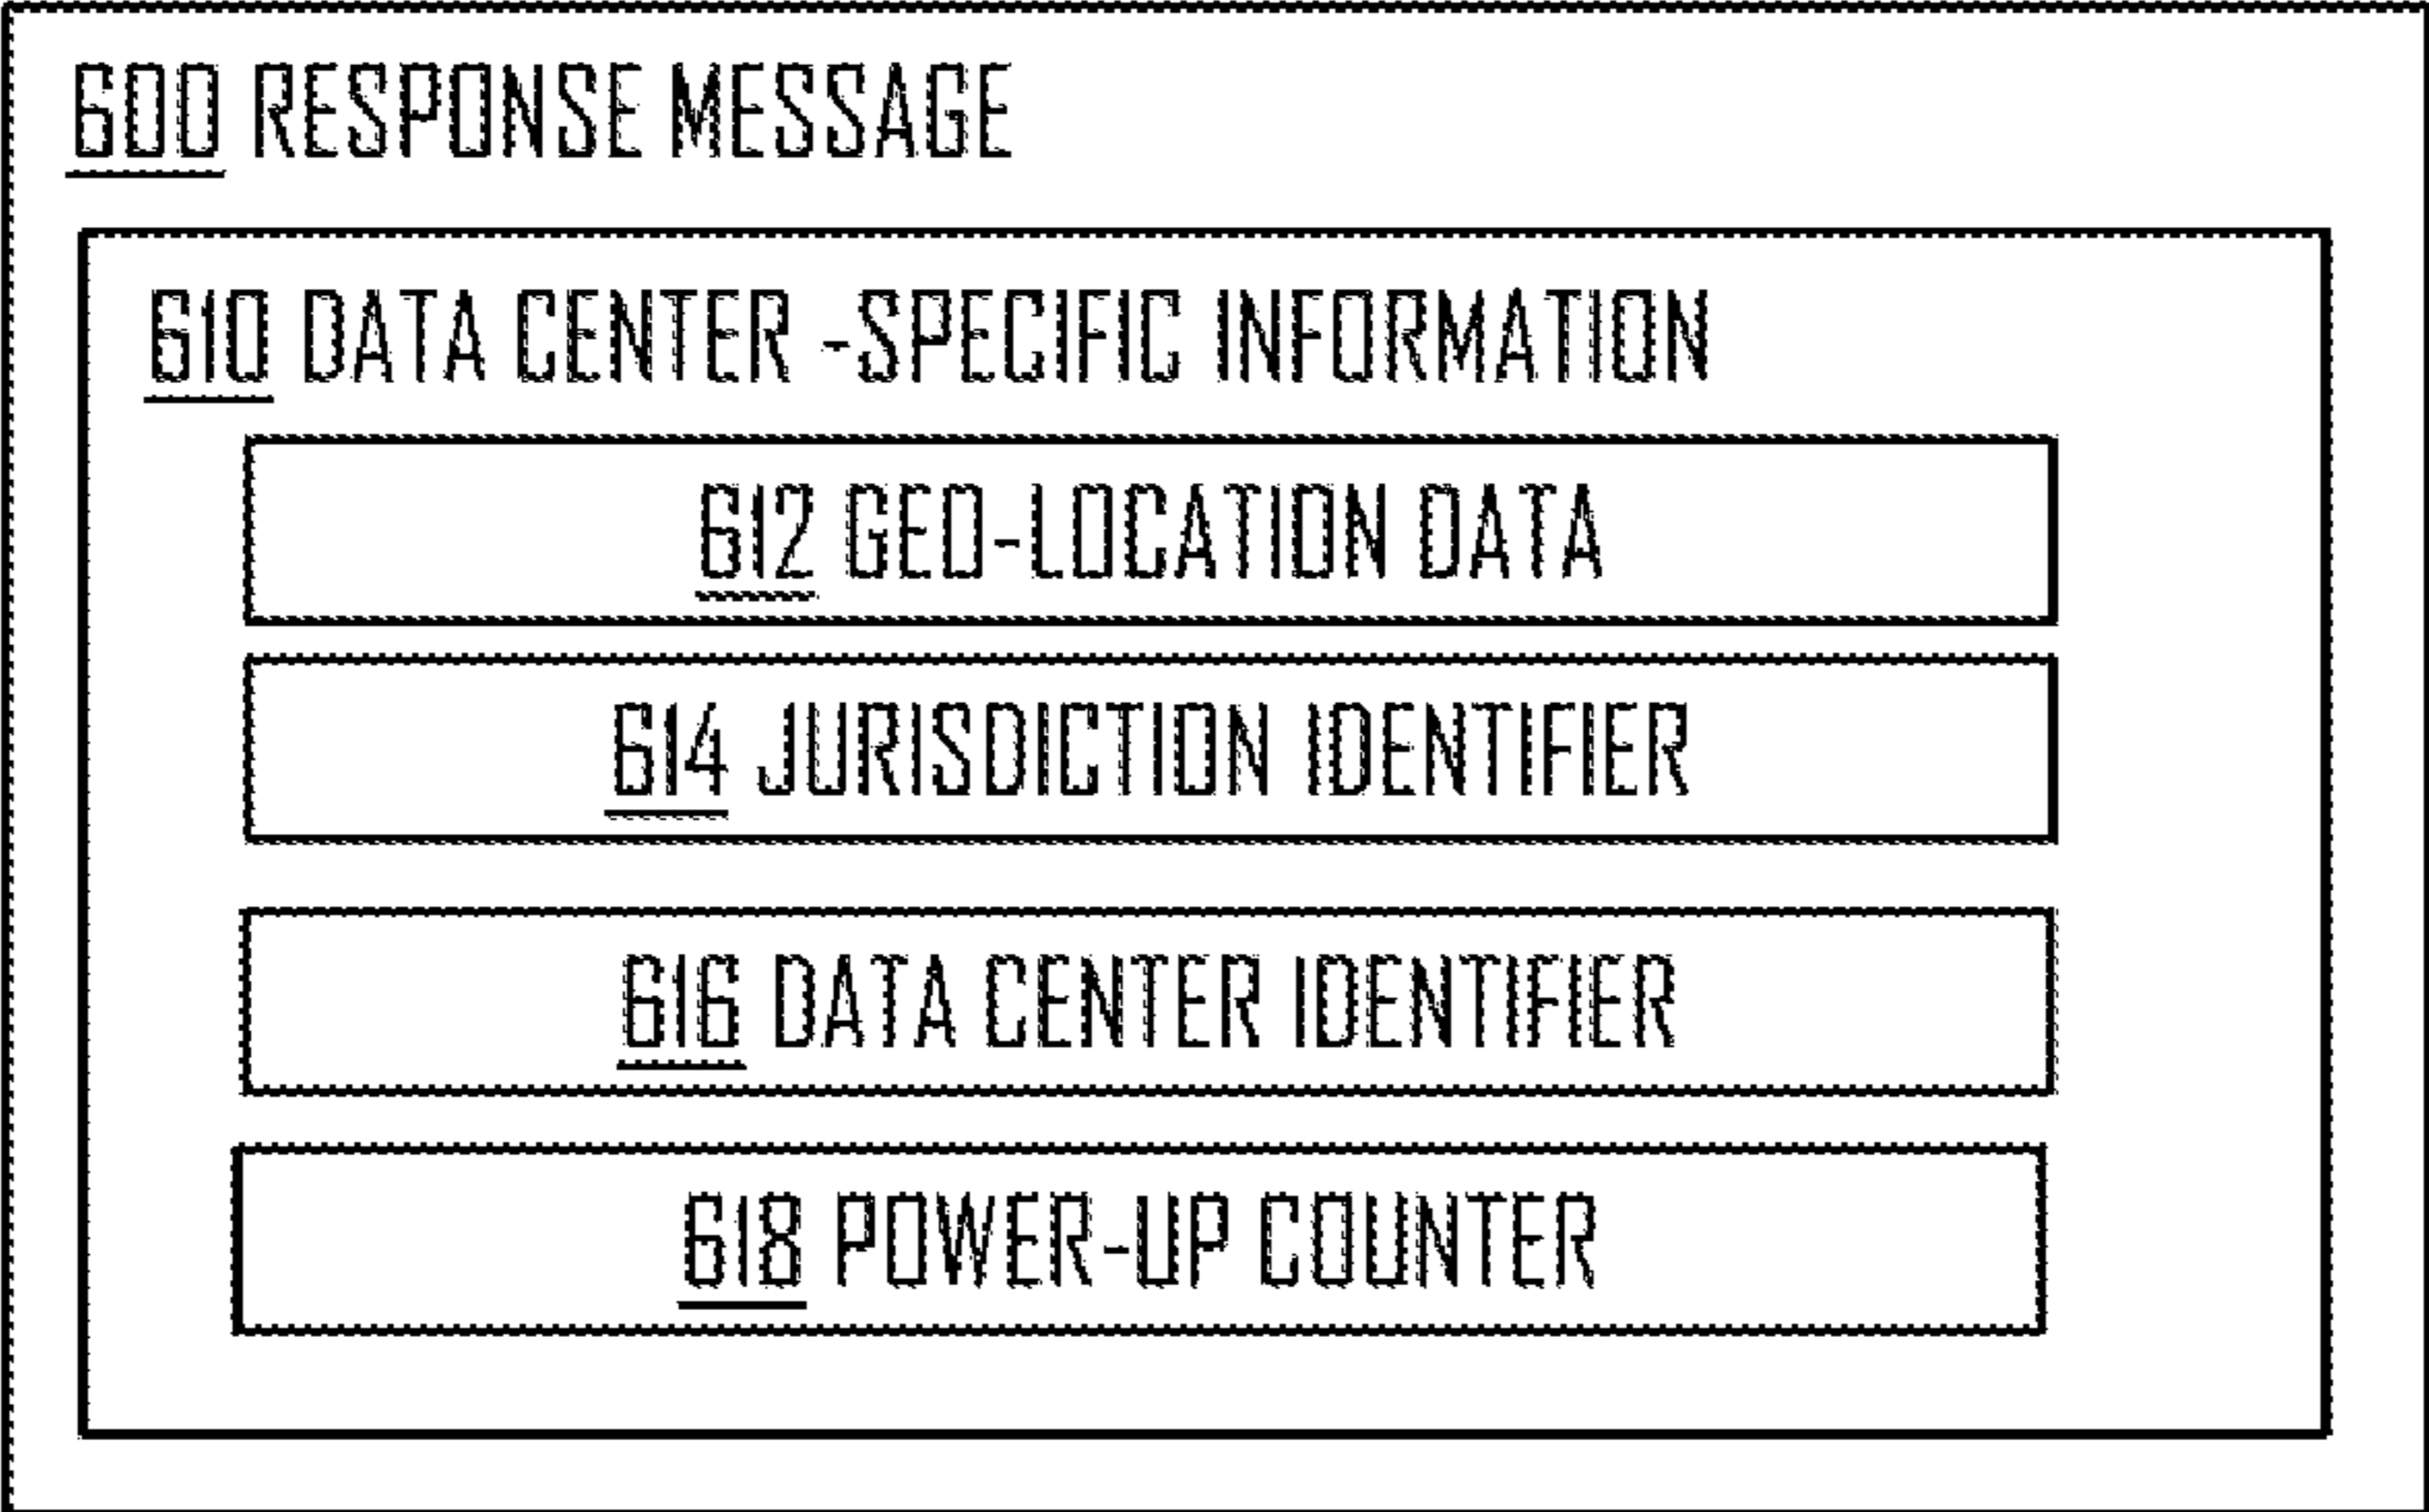 600 RESPONSE MESSAGE
610 DATA CENTER -SPECIFIC INFORMATION
612 GEO-LOCATION DATA
614 JURISDICTION IDENTIFIER
616 DATA CENTER IDENTIFIER
618 POWER-UP COUNTER